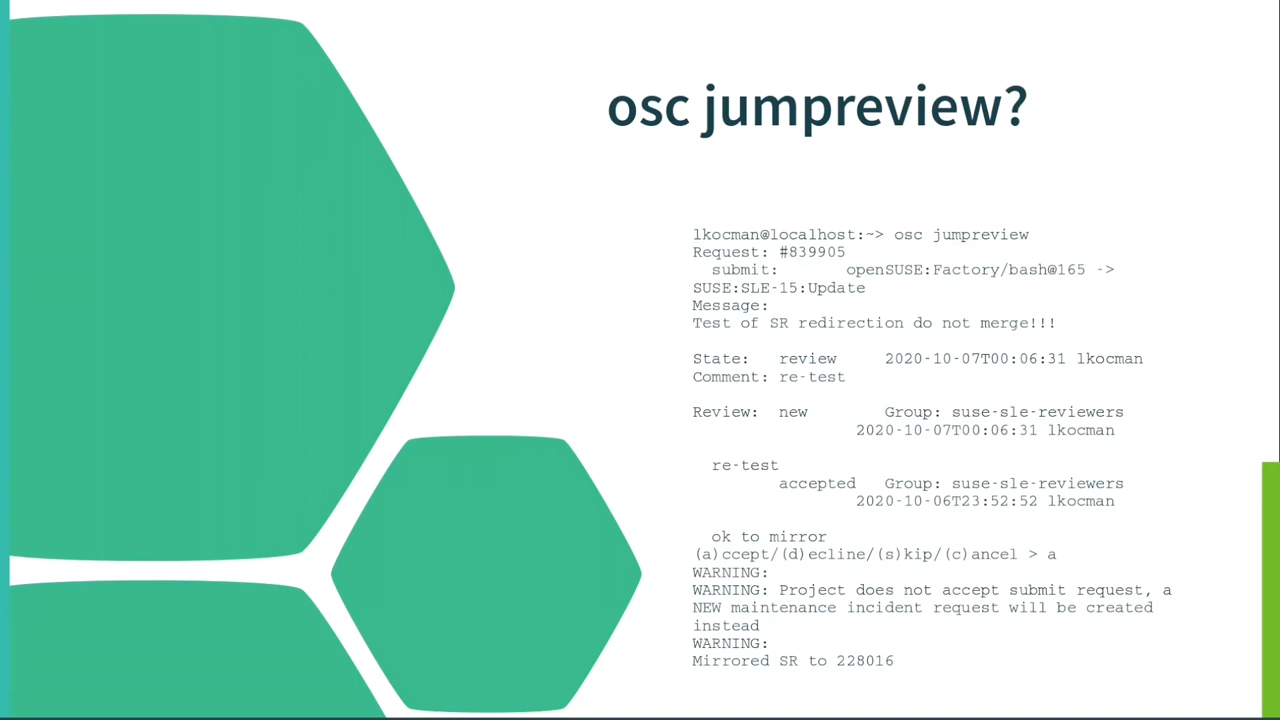 osc jumpreview?
lkocman@localhost:~> osc jumpreview
Request: #839905
submit: openSUSE:Factory/bash@165 ->
SUSE:SLE-15:Update
Message:
Test of SR redirection do not merge!!!
State: review 2020-10-07T00:06:31 lkocman
Comment: re-test
Review: new Group: suse-sle-reviewers
2020-10-07T00:06:31 lkocman
re-test
accepted Group: suse-sle-reviewers
2020-10-06T23:52:52 lkocman
ok to mirror
(a)ccept/(d)ecline/(s)kip/(c)ancel > a
WARNING:
WARNING: Project does not accept submit request, a
NEW maintenance incident request will be created
instead
WARNING:
Mirrored SR to 228016